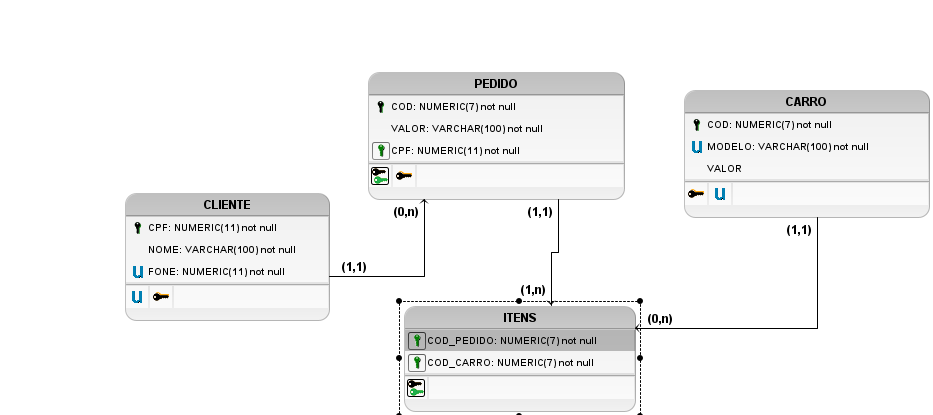 PEDIDO
COD: NUMERIC(7) not null
VALOR: VARCHAR(100) not null
CPF: NUMERIC(11) not null
CARRO
COD: NUMERIC(7) not null
U MODELO: VARCHAR(100) not null
VALOR
U
CLIENTE
CPF: NUMERIC(11) not null
NOME: VARCHAR(100) not null
U FONE: NUMERIC(11) not null
U
(0,n)
(1,1)
(1,1)
(1,1)
(1,n)
(0,n)
ITENS
COD_PEDIDO: NUMERIC(7) not null
COD_CARRO: NUMERIC(7) not null